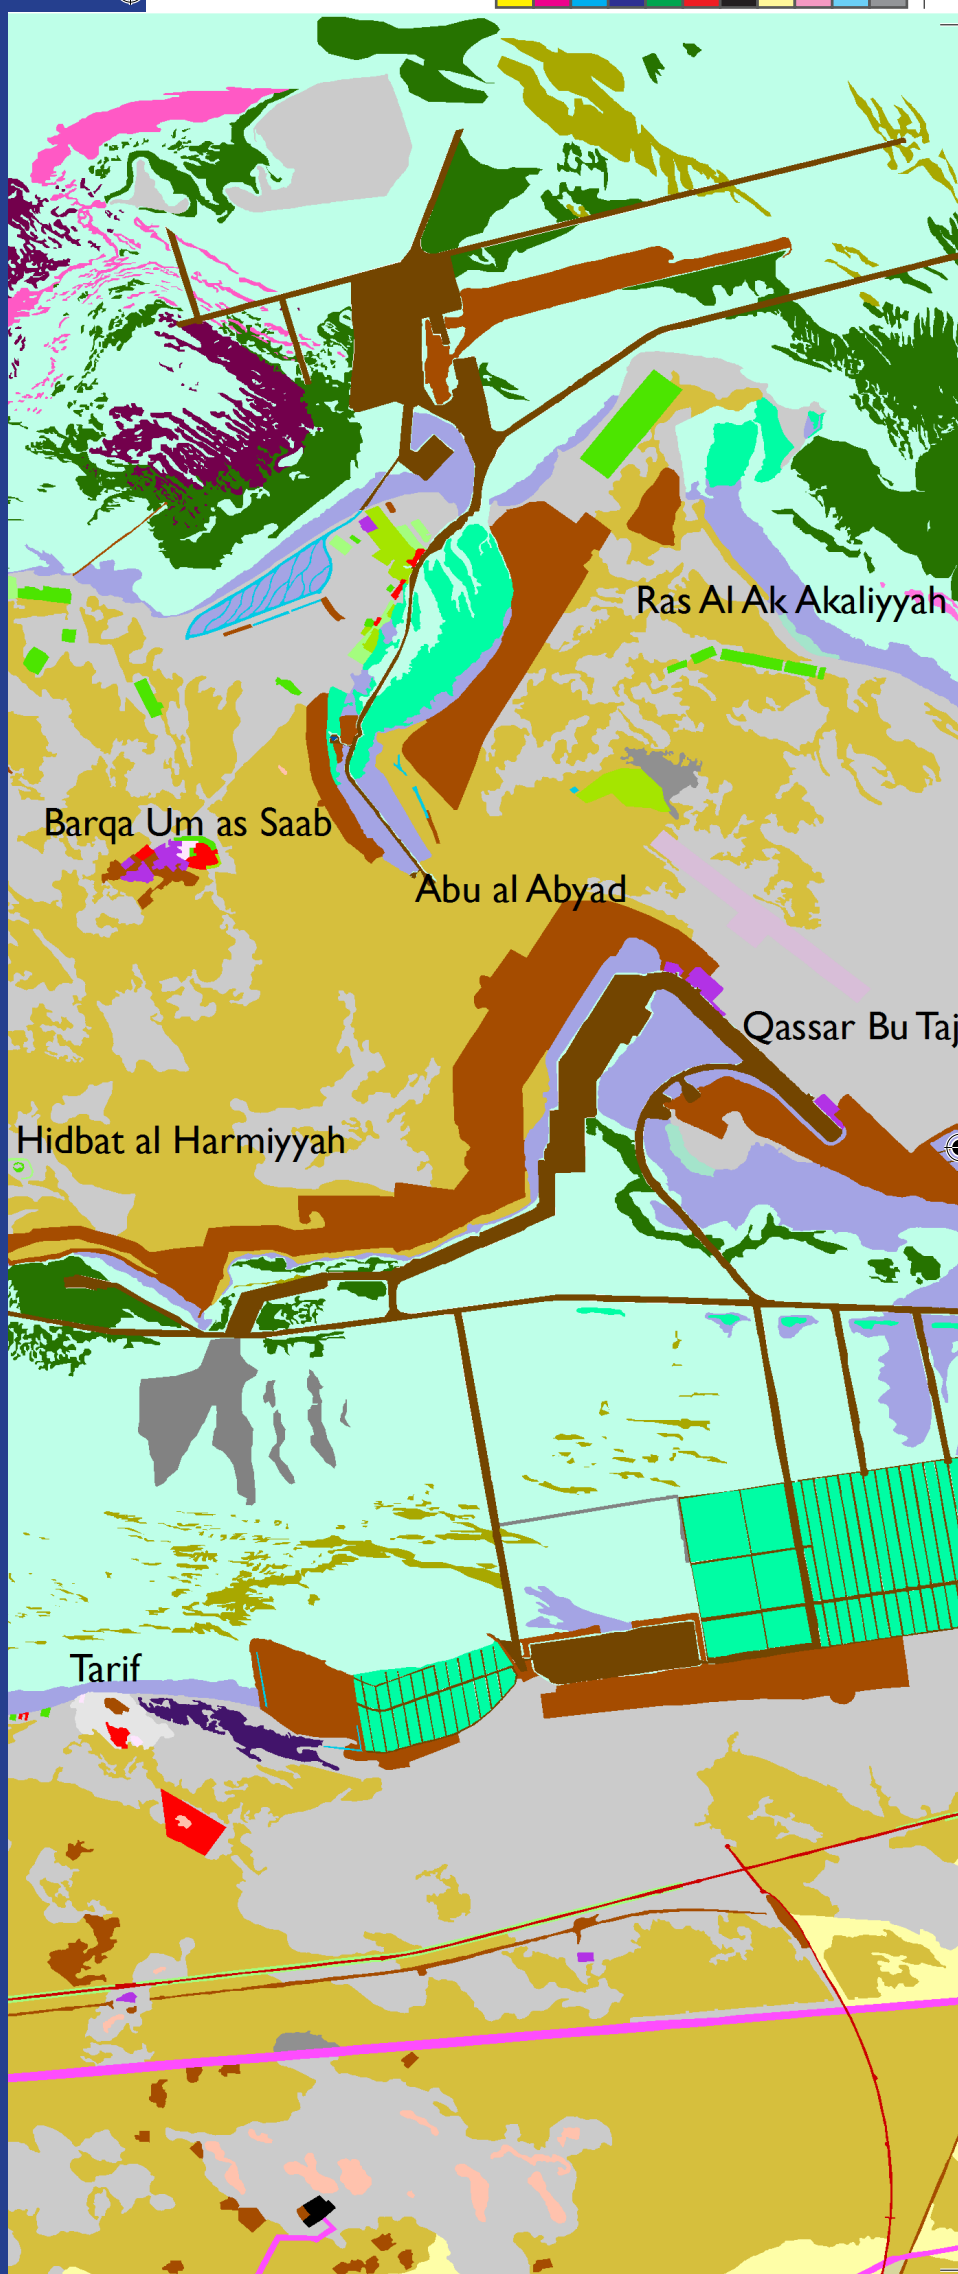 Ras Al Ak Akaliyyah
Barqa Um as Saab
Abu al Abyad
Qassar Bu Taj
Hidbat al Harmiyyah
Tarif